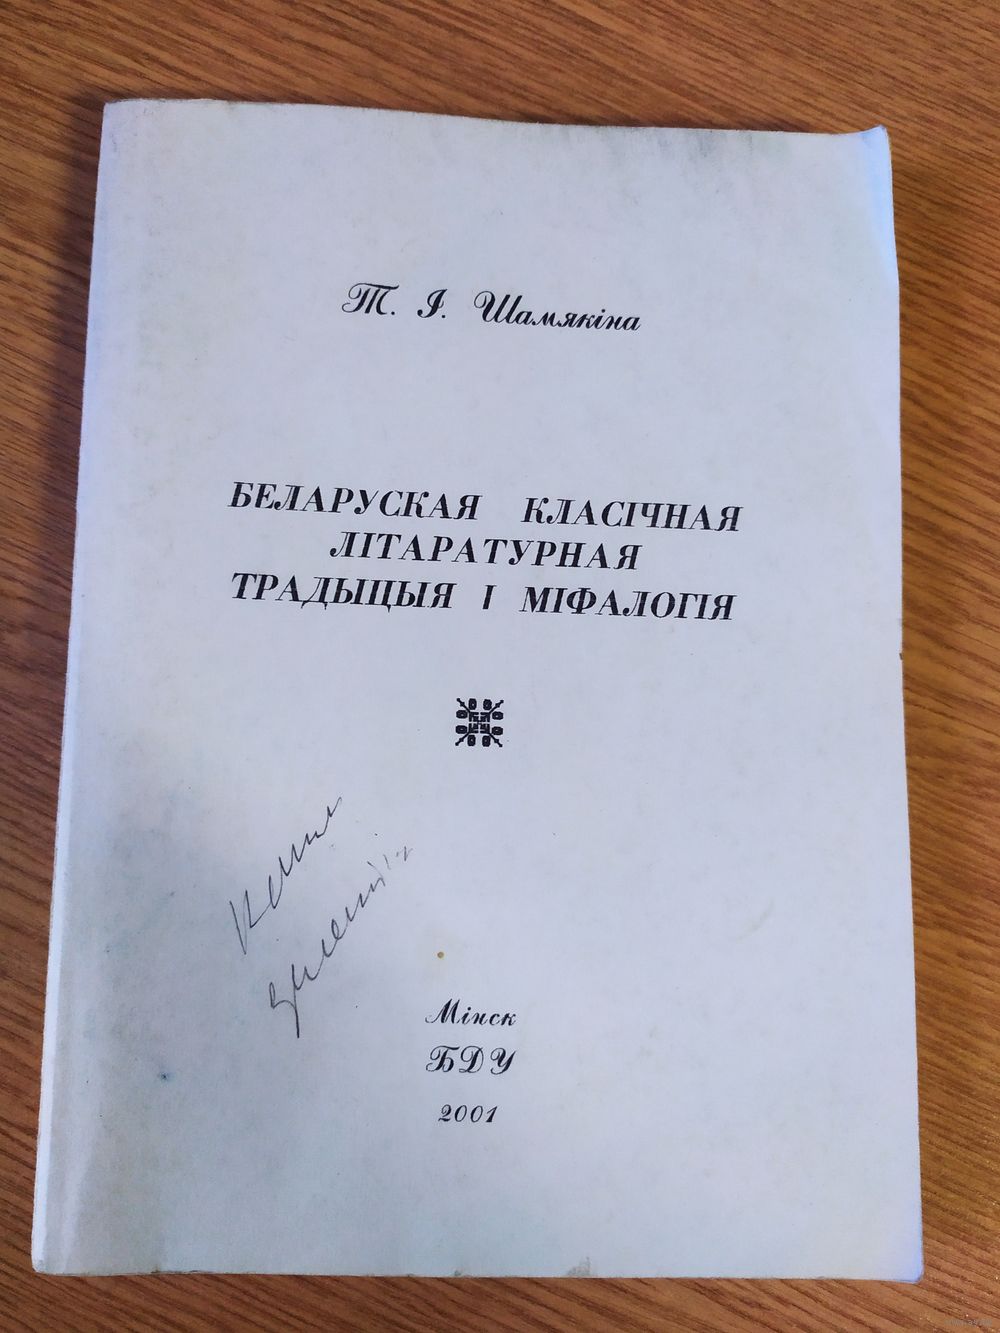 Т. І. Шамякіна
БЕЛАРУСКАЯ КЛАСІЧНАЯ
ЛІТАРАТУРНАЯ
ТРАДЫЦЫЯ І МІФАЛОГІЯ
Мінск
БДУ
2001